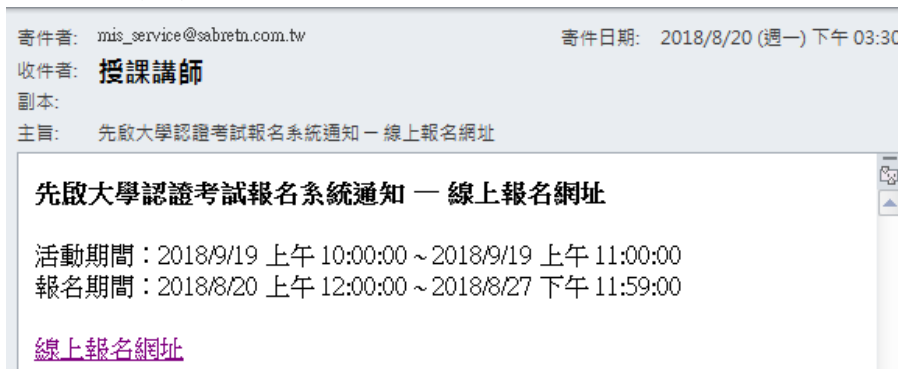 寄件者: mis_service@sabretn.com.tw 寄件日期: 2018/8/20 (週一) 下午 03:30
收件者: 授課講師
副本:
主旨: 先啟大學認證考試報名系統通知 — 線上報名網址
先啟大學認證考試報名系統通知 — 線上報名網址
活動期間：2018/9/19 上午 10:00:00 ~ 2018/9/19 上午 11:00:00
報名期間：2018/8/20 上午 12:00:00 ~ 2018/8/27 下午 11:59:00
線上報名網址